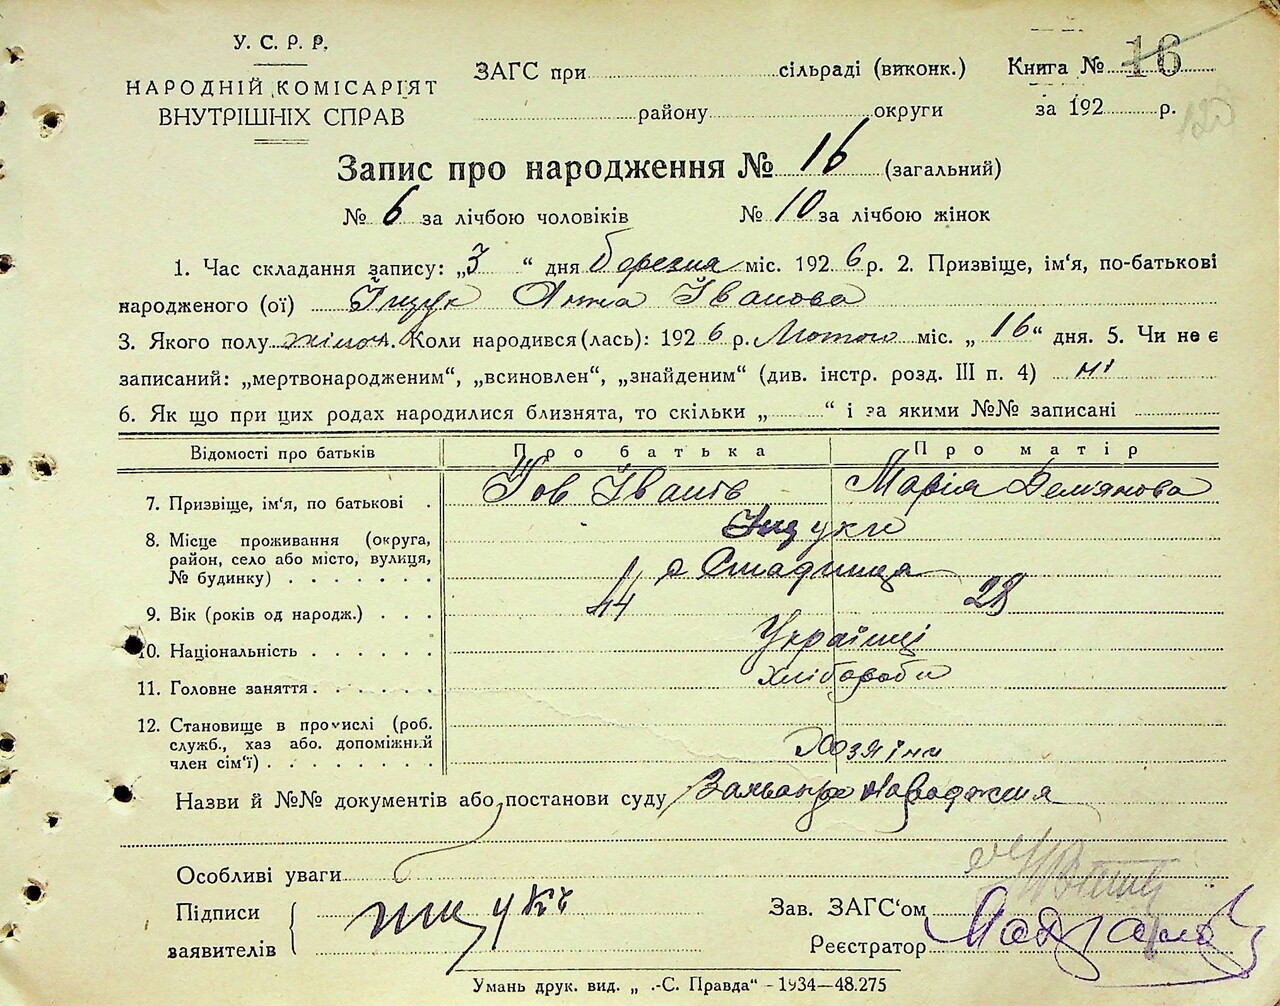 У. С. Р. Р.
НАРОДНІЙ КОМІСАРІЯТ
ВНУТРІШНІХ СПРАВ
ЗАГС при сільраді (виконк.)
району округи
Книга № 16
за 192 р.
Запис про народження № 16 (загальний)
№ 6 за лічбою чоловіків № 10 за лічбою жінок
1. Час складання запису: „3 “ дня березня міс. 1926 р. 2. Призвіще, ім'я, по-батькові
народженого (ої) Іщук Анна Іванова
3. Якого полу жіноч. Коли народився(лась): 1926 р. Лютого міс. „ 16 “ дня. 5. Чи не є
записаний: „мертвонародженим“, „всиновлен“, „знайденим“ (див. інстр. розд. III п. 4) ні
6. Як що при цих родах народилися близнята, то скільки „ “ і за якими №№ записані
Відомості про батьків Про батька Про матір
7. Призвіще, ім'я, по батькові Іванів Марія Демянова
Іщуки
8. Місце проживання (округа,
район, село або місто, вулиця,
№ будинку) с Стадниця
9. Вік (років од народж.) 44 28
10. Національність Українці
11. Головне заняття Хлібороби
12. Становище в промислі (роб.
служб., хаз або. допоміжний
член сім'ї) Хозяїни
Назви й №№ документів або постанови суду
Особливі уваги
Підписи
заявителів Іщук
Зав. ЗАГС‘ом
Реєстратор
Умань друк. вид. „ .-С. Правда“ - 1934—48.275